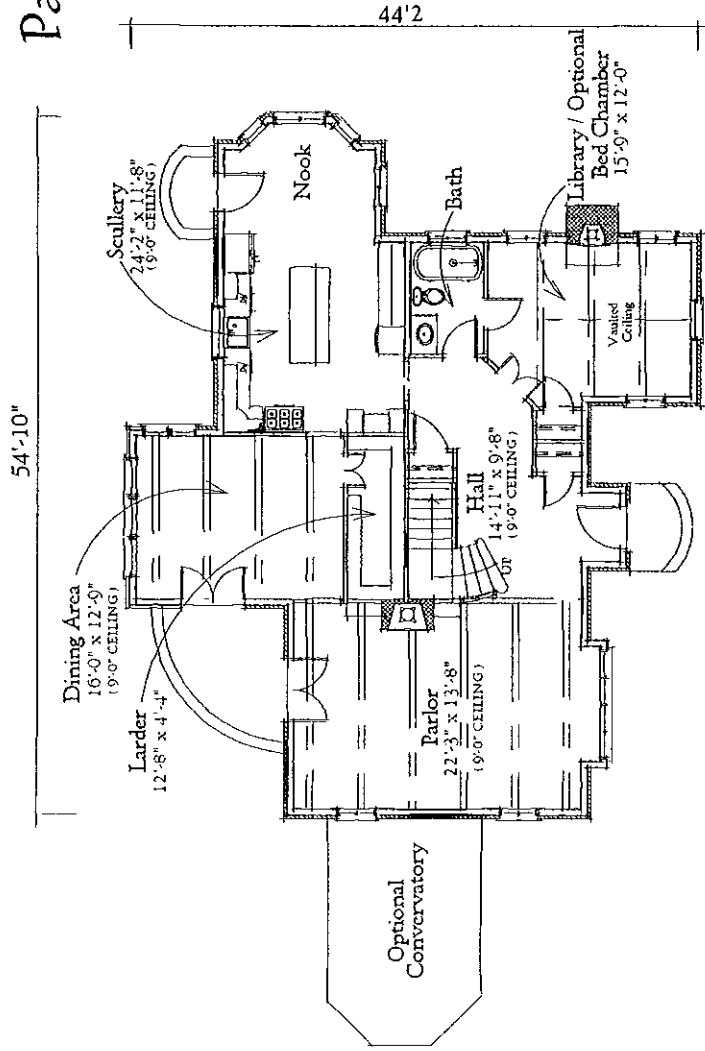 Pa
44'2
54'-10"
Scullery
24'-2" x 11'-8"
(9'-0" CEILING)
Nook
Dining Area
16'-0" x 12'-9"
(9'-0" CEILING)
Larder
12'-8" x 4'-4"
Bath
Library / Optional
Bed Chamber
15'-9" x 12'-0"
Vaulted
Ceiling
Hall
14'-11" x 9'-8"
(9'-0" CEILING)
UP
Parlor
22'-3" x 13'-8"
(9'-0" CEILING)
Optional
Convervatory